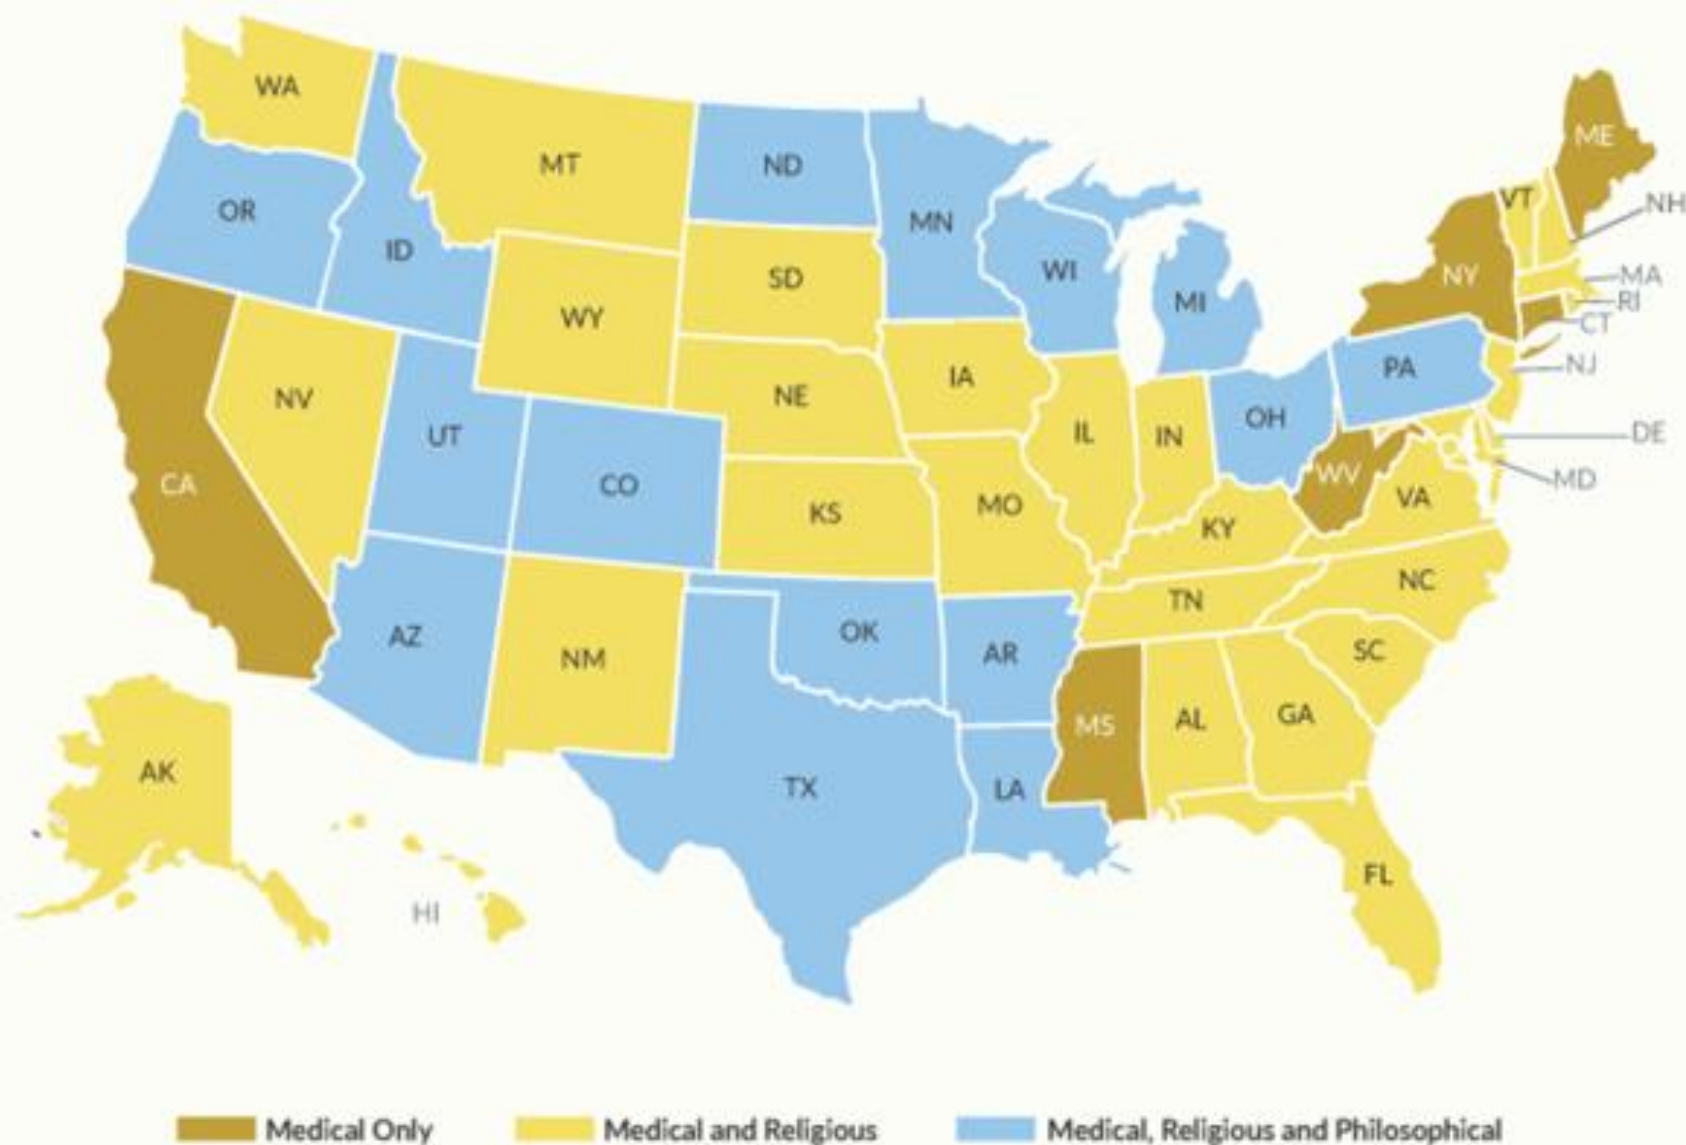 WA
MT
ND
MN
ME
VT
NH
OR
ID
SD
WI
MI
NY
MA
RI
CT
WY
NJ
PA
NV
NE
IA
OH
DE
UT
IL
IN
CA
CO
WV
MD
KS
MO
VA
KY
NC
AZ
NM
OK
AR
TN
SC
MS
AL
GA
AK
TX
LA
FL
HI
Medical Only
Medical and Religious
Medical, Religious and Philosophical